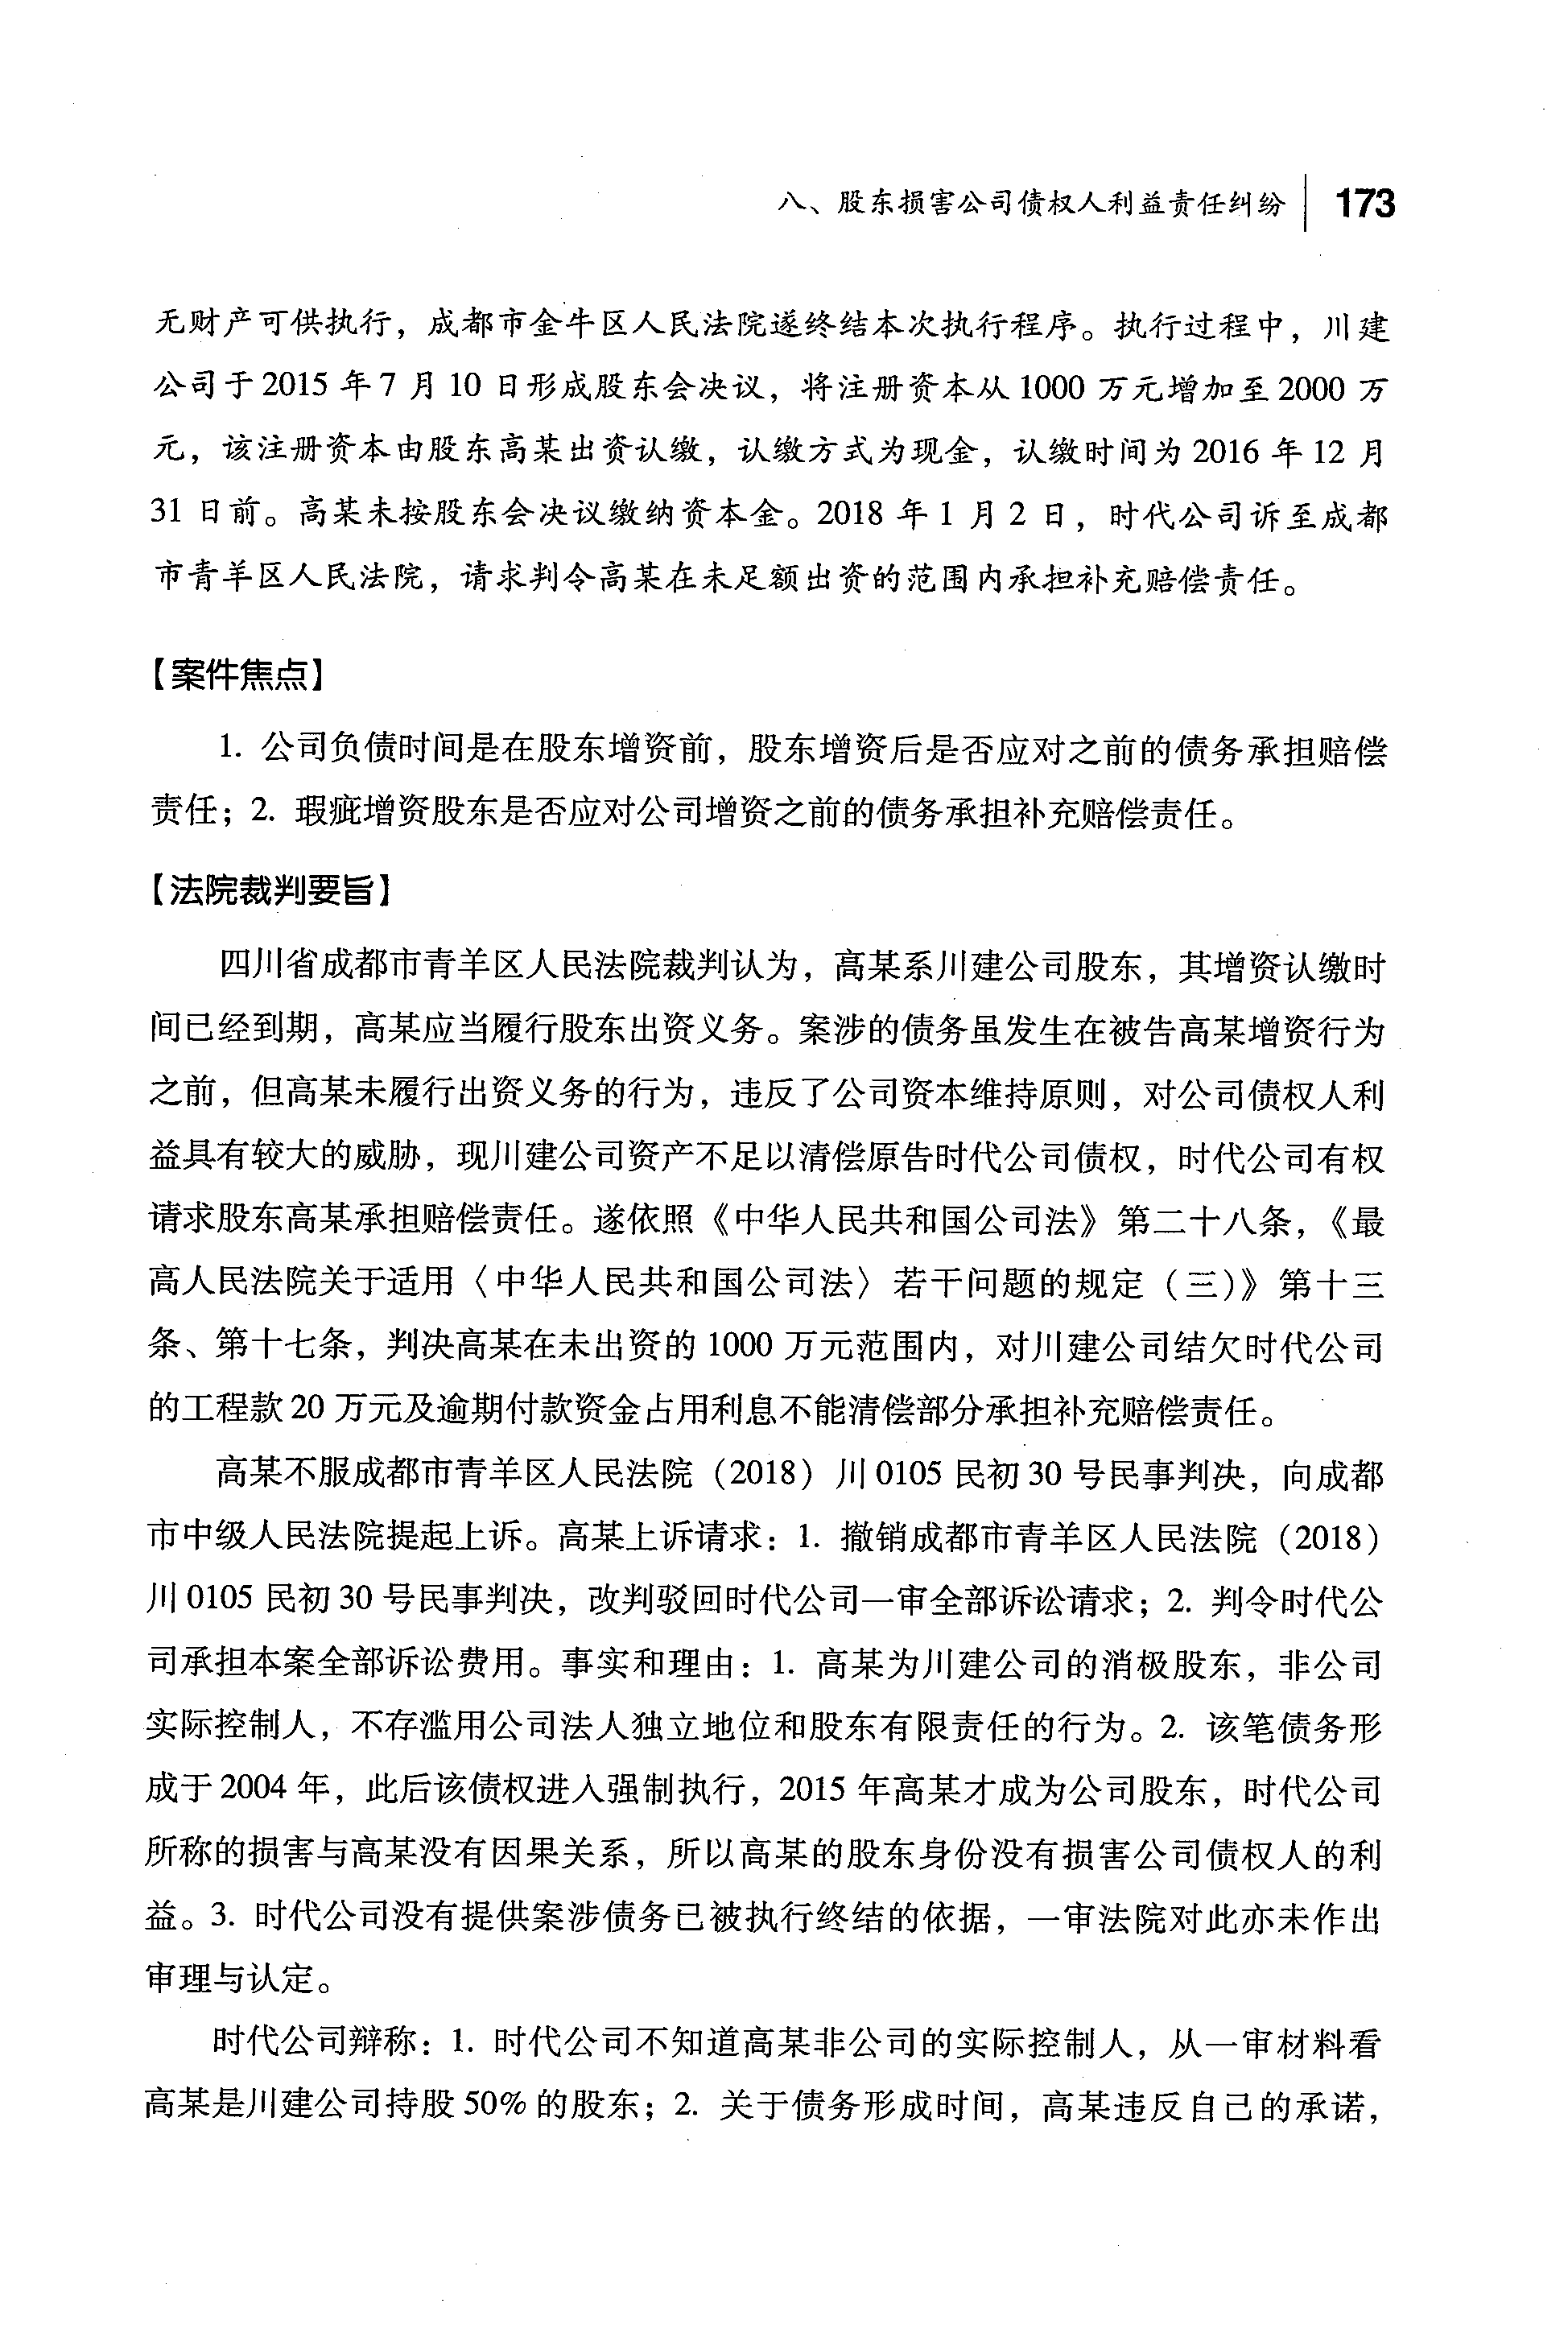 八、股东损害公司债权人利益责任纠纷 173
无财产可供执行，成都市金牛区人民法院遂终结本次执行程序。执行过程中，川建
公司于2015年7月10日形成股东会决议，将注册资本从1000万元增加至2000万
元，该注册资本由股东高某出资认缴，认缴方式为现金，认缴时间为2016年12月
31日前。高某未按股东会决议缴纳资本金。2018年1月2日，时代公司诉至成都
市青羊区人民法院，请求判令高某在未足额出资的范围内承担补充赔偿责任。
【案件焦点】
1. 公司负债时间是在股东增资前，股东增资后是否应对之前的债务承担赔偿
责任；2. 瑕疵增资股东是否应对公司增资之前的债务承担补充赔偿责任。
【法院裁判要旨】
四川省成都市青羊区人民法院裁判认为，高某系川建公司股东，其增资认缴时
间已经到期，高某应当履行股东出资义务。案涉的债务虽发生在被告高某增资行为
之前，但高某未履行出资义务的行为，违反了公司资本维持原则，对公司债权人利
益具有较大的威胁，现川建公司资产不足以清偿原告时代公司债权，时代公司有权
请求股东高某承担赔偿责任。遂依照《中华人民共和国公司法》第二十八条，《最
高人民法院关于适用〈中华人民共和国公司法〉若干问题的规定（三）》第十三
条、第十七条，判决高某在未出资的1000万元范围内，对川建公司结欠时代公司
的工程款20万元及逾期付款资金占用利息不能清偿部分承担补充赔偿责任。
高某不服成都市青羊区人民法院（2018）川0105民初30号民事判决，向成都
市中级人民法院提起上诉。高某上诉请求：1. 撤销成都市青羊区人民法院（2018）
川0105民初30号民事判决，改判驳回时代公司一审全部诉讼请求；2. 判令时代公
司承担本案全部诉讼费用。事实和理由：1. 高某为川建公司的消极股东，非公司
实际控制人，不存滥用公司法人独立地位和股东有限责任的行为。2. 该笔债务形
成于2004年，此后该债权进入强制执行，2015年高某才成为公司股东，时代公司
所称的损害与高某没有因果关系，所以高某的股东身份没有损害公司债权人的利
益。3. 时代公司没有提供案涉债务已被执行终结的依据，一审法院对此亦未作出
审理与认定。
时代公司辩称：1. 时代公司不知道高某非公司的实际控制人，从一审材料看
高某是川建公司持股50%的股东；2. 关于债务形成时间，高某违反自己的承诺，